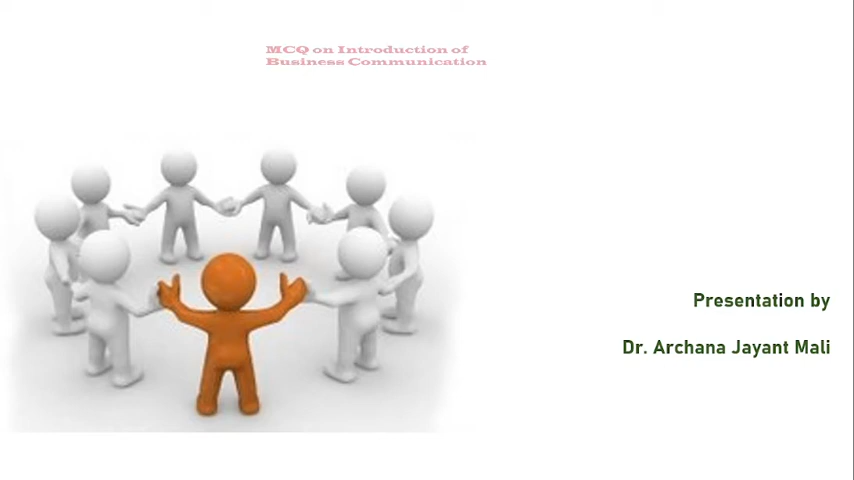 MCQ on Introduction of
Business Communication
Presentation by
Dr. Archana Jayant Mali